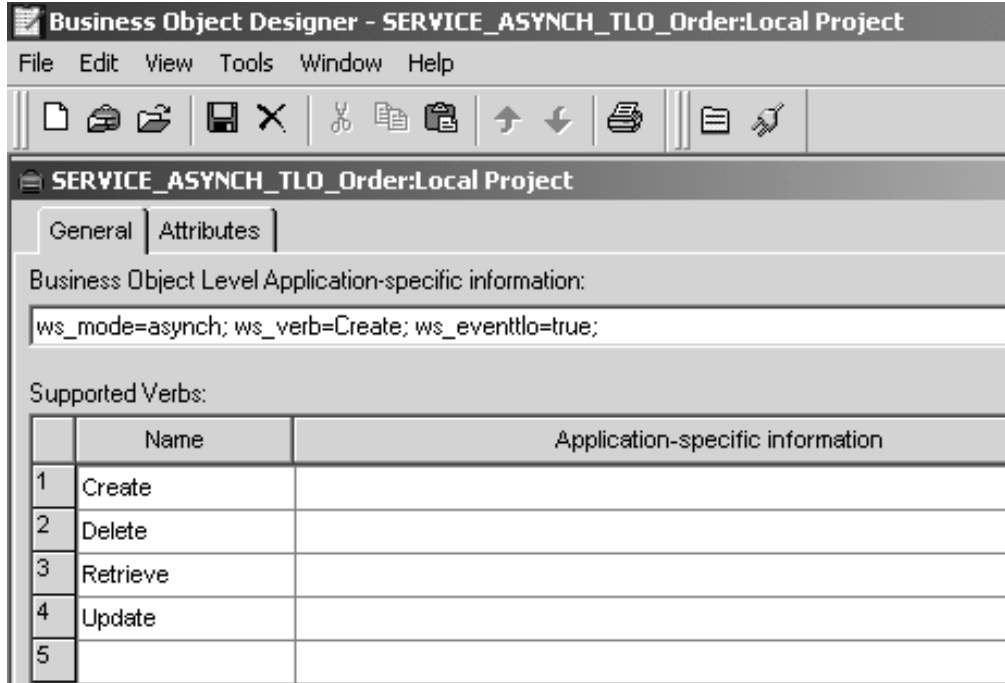 Business Object Designer - SERVICE_ASYNCH_TLO_Order:Local Project
File Edit View Tools Window Help
SERVICE_ASYNCH_TLO_Order:Local Project
General Attributes
Business Object Level Application-specific information:
ws_mode=asynch; ws_verb=Create; ws_eventtlo=true;
Supported Verbs:
Name Application-specific information
1 Create
2 Delete
3 Retrieve
4 Update
5